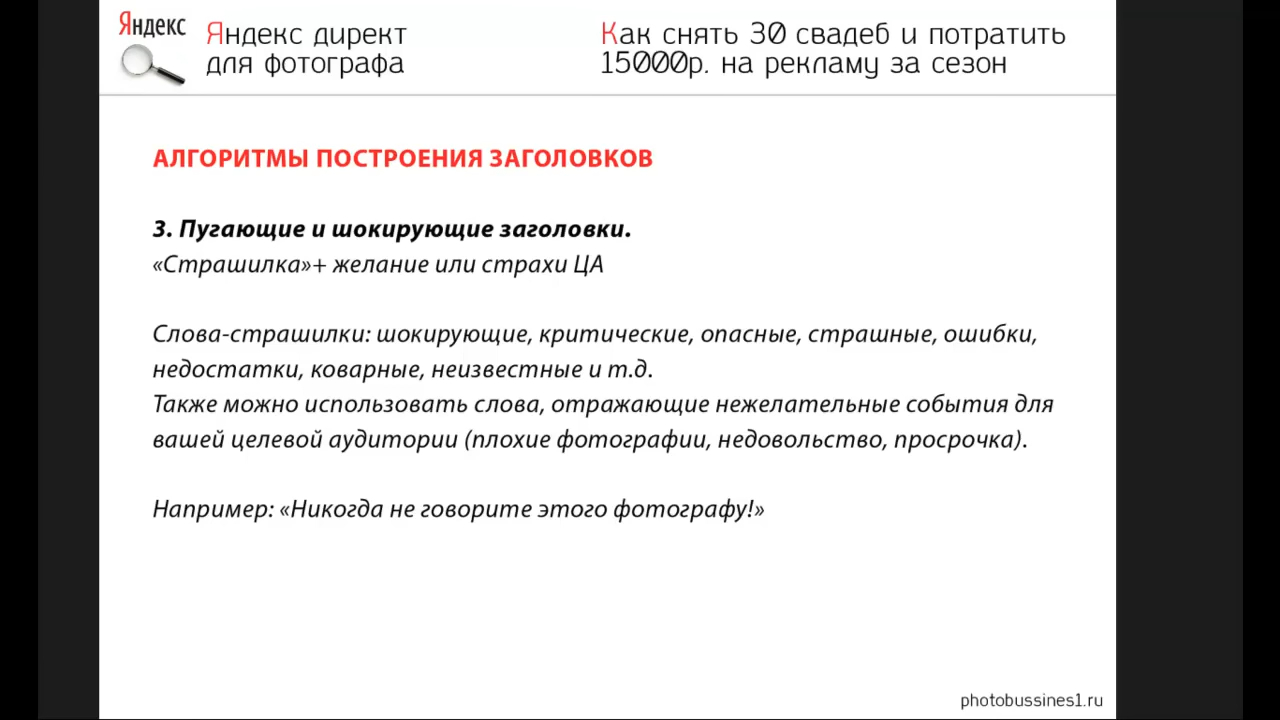 Яндекс
Яндекс директ
для фотографа
Как снять 30 свадеб и потратить
15000р. на рекламу за сезон
АЛГОРИТМЫ ПОСТРОЕНИЯ ЗАГОЛОВКОВ
3. Пугающие и шокирующие заголовки.
«Страшилка»+ желание или страхи ЦА
Слова-страшилки: шокирующие, критические, опасные, страшные, ошибки,
недостатки, коварные, неизвестные и т.д.
Также можно использовать слова, отражающие нежелательные события для
вашей целевой аудитории (плохие фотографии, недовольство, просрочка).
Например: «Никогда не говорите этого фотографу!»
photobussines1.ru